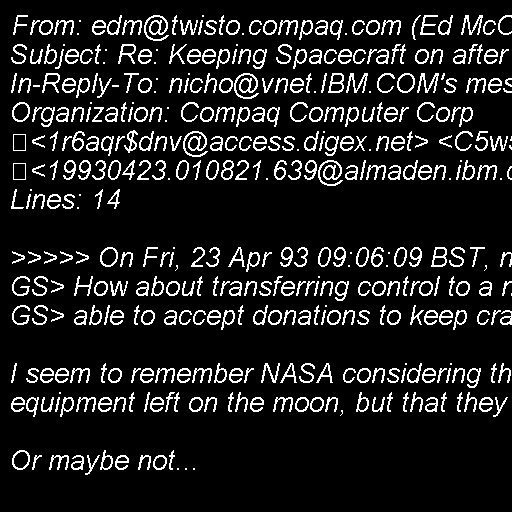 From: edm@twisto.compaq.com (Ed McC
Subject: Re: Keeping Spacecraft on after
In-Reply-To: nicho@vnet.IBM.COM's mes
Organization: Compaq Computer Corp
<1r6aqr$dnv@access.digex.net> <C5w5
<19930423.010821.639@almaden.ibm.c
Lines: 14

>>>>> On Fri, 23 Apr 93 09:06:09 BST, n
GS> How about transferring control to a n
GS> able to accept donations to keep cra

I seem to remember NASA considering th
equipment left on the moon, but that they
Or maybe not...